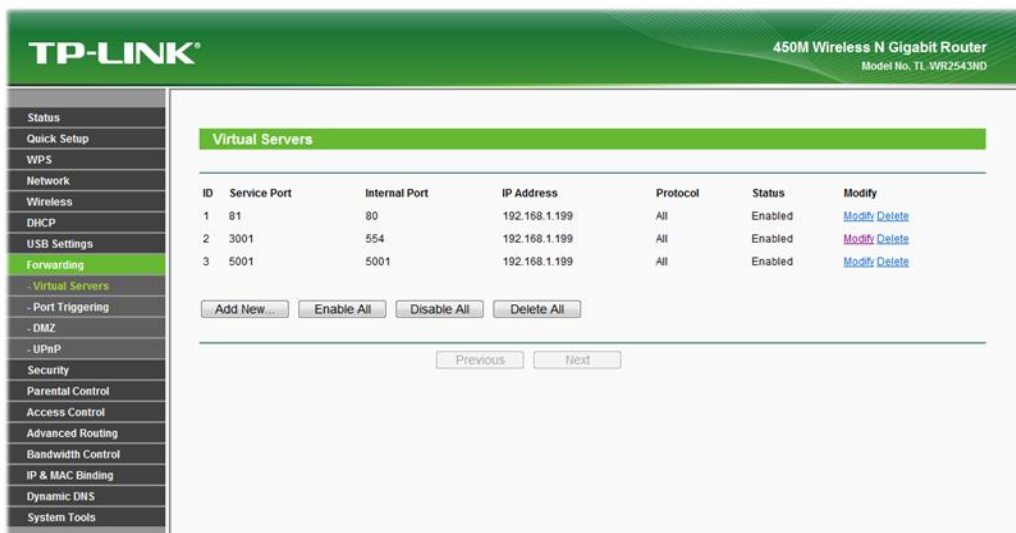 TP-LINK®
450M Wireless N Gigabit Router
Model No. TL-WR2543ND
Status
Quick Setup
WPS
Network
Wireless
DHCP
USB Settings
Forwarding
- Virtual Servers
- Port Triggering
- DMZ
- UPnP
Security
Parental Control
Access Control
Advanced Routing
Bandwidth Control
IP & MAC Binding
Dynamic DNS
System Tools
Virtual Servers
ID Service Port Internal Port IP Address Protocol Status Modify
1 81 80 192.168.1.199 All Enabled Modify Delete
2 3001 554 192.168.1.199 All Enabled Modify Delete
3 5001 5001 192.168.1.199 All Enabled Modify Delete
Add New... Enable All Disable All Delete All
Previous Next